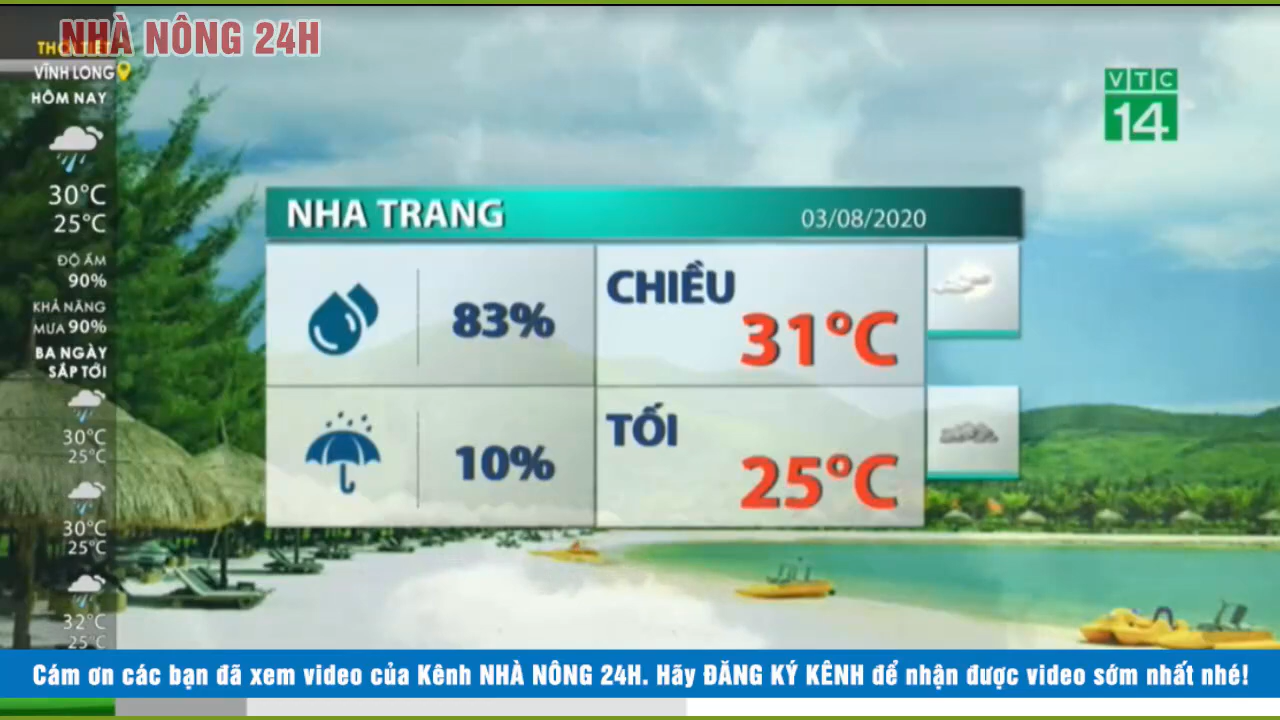 NHÀ NÔNG 24H
THỜI TIẾT
VĨNH LONG
HÔM NAY
30°C
25°C
ĐỘ ẨM
90%
KHẢ NĂNG
MƯA 90%
BA NGÀY
SẮP TỚI
30°C
25°C
30°C
25°C
32°C
25°C
VTC
14
NHA TRANG 03/08/2020
83%
CHIỀU
31°C
10%
TỐI
25°C
Cám ơn các bạn đã xem video của Kênh NHÀ NÔNG 24H. Hãy ĐĂNG KÝ KÊNH để nhận được video sớm nhất nhé!